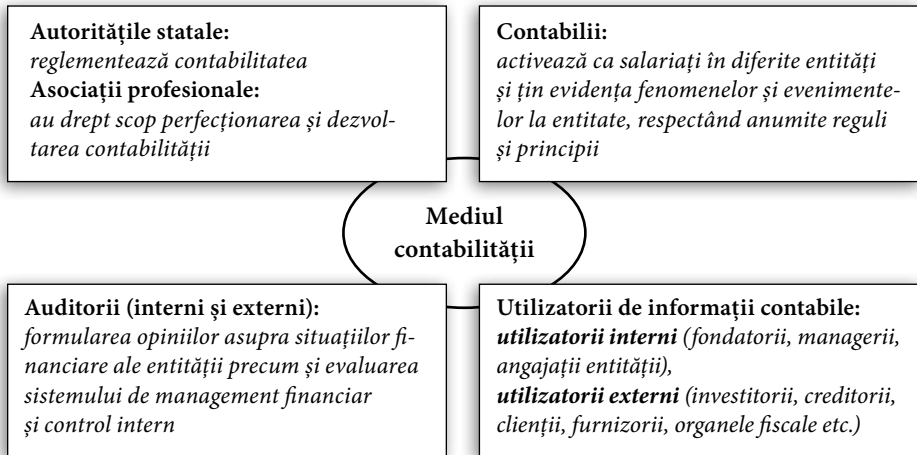 Autoritățile statale:
reglementează contabilitatea
Asociații profesionale:
au drept scop perfecționarea și dezvol-
tarea contabilității
Contabilii:
activează ca salariați în diferite entități
și țin evidența fenomenelor și evenimente-
lor la entitate, respectând anumite reguli
și principii
Mediul
contabilității
Auditorii (interni și externi):
formularea opiniilor asupra situațiilor fi-
nanciare ale entității precum și evaluarea
sistemului de management financiar
și control intern
Utilizatorii de informații contabile:
utilizatorii interni (fondatorii, managerii,
angajații entității),
utilizatorii externi (investitorii, creditorii,
clienții, furnizorii, organele fiscale etc.)